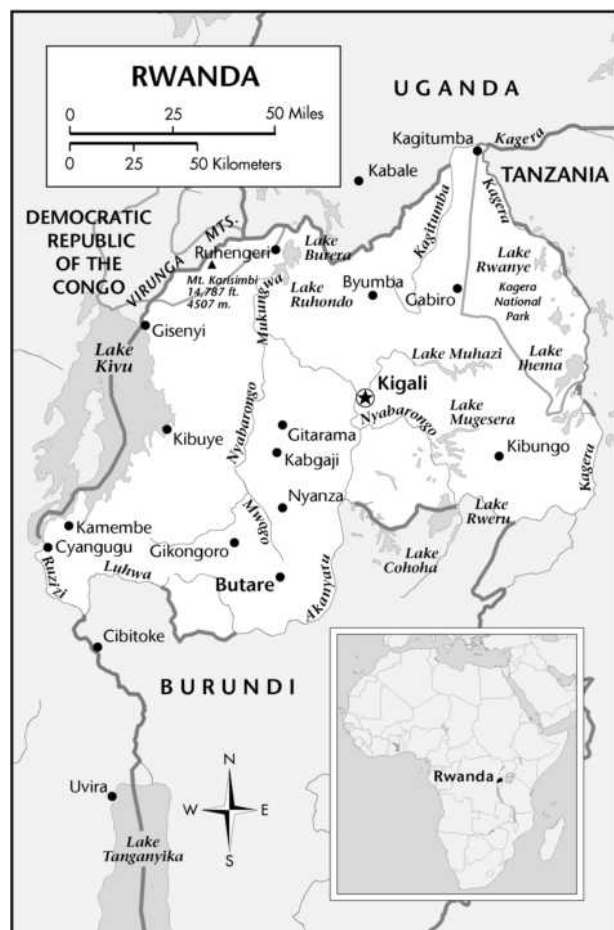 RWANDA
0 25 50 Miles
0 25 50 Kilometers
UGANDA
Kagitumba
Kagera
Kabale
TANZANIA
DEMOCRATIC
REPUBLIC
OF THE
CONGO
VIRUNGA MTS.
Ruhengeri
Mt. Karisimbi
14,787 ft.
4507 m.
Lake
Burera
Lake
Ruhondo
Mukungwa
Kagitumba
Kagera
Byumba
Gabiro
Lake
Rwanye
Kagera
National
Park
Gisenyi
Lake
Kivu
Lake Muhazi
Lake
Ihema
Kigali
Nyabarongo
Nyabarongo
Lake
Mugesera
Kibuye
Gitarama
Kabgaji
Kibungo
Kagera
Nyanza
Mwogo
Lake
Rweru
Kamembe
Cyangugu
Gikongoro
Lake
Cohoha
Ruzizi
Luhwa
Butare
Akanyaru
Cibitoke
BURUNDI
N
W E
S
Uvira
Lake
Tanganyika
Rwanda